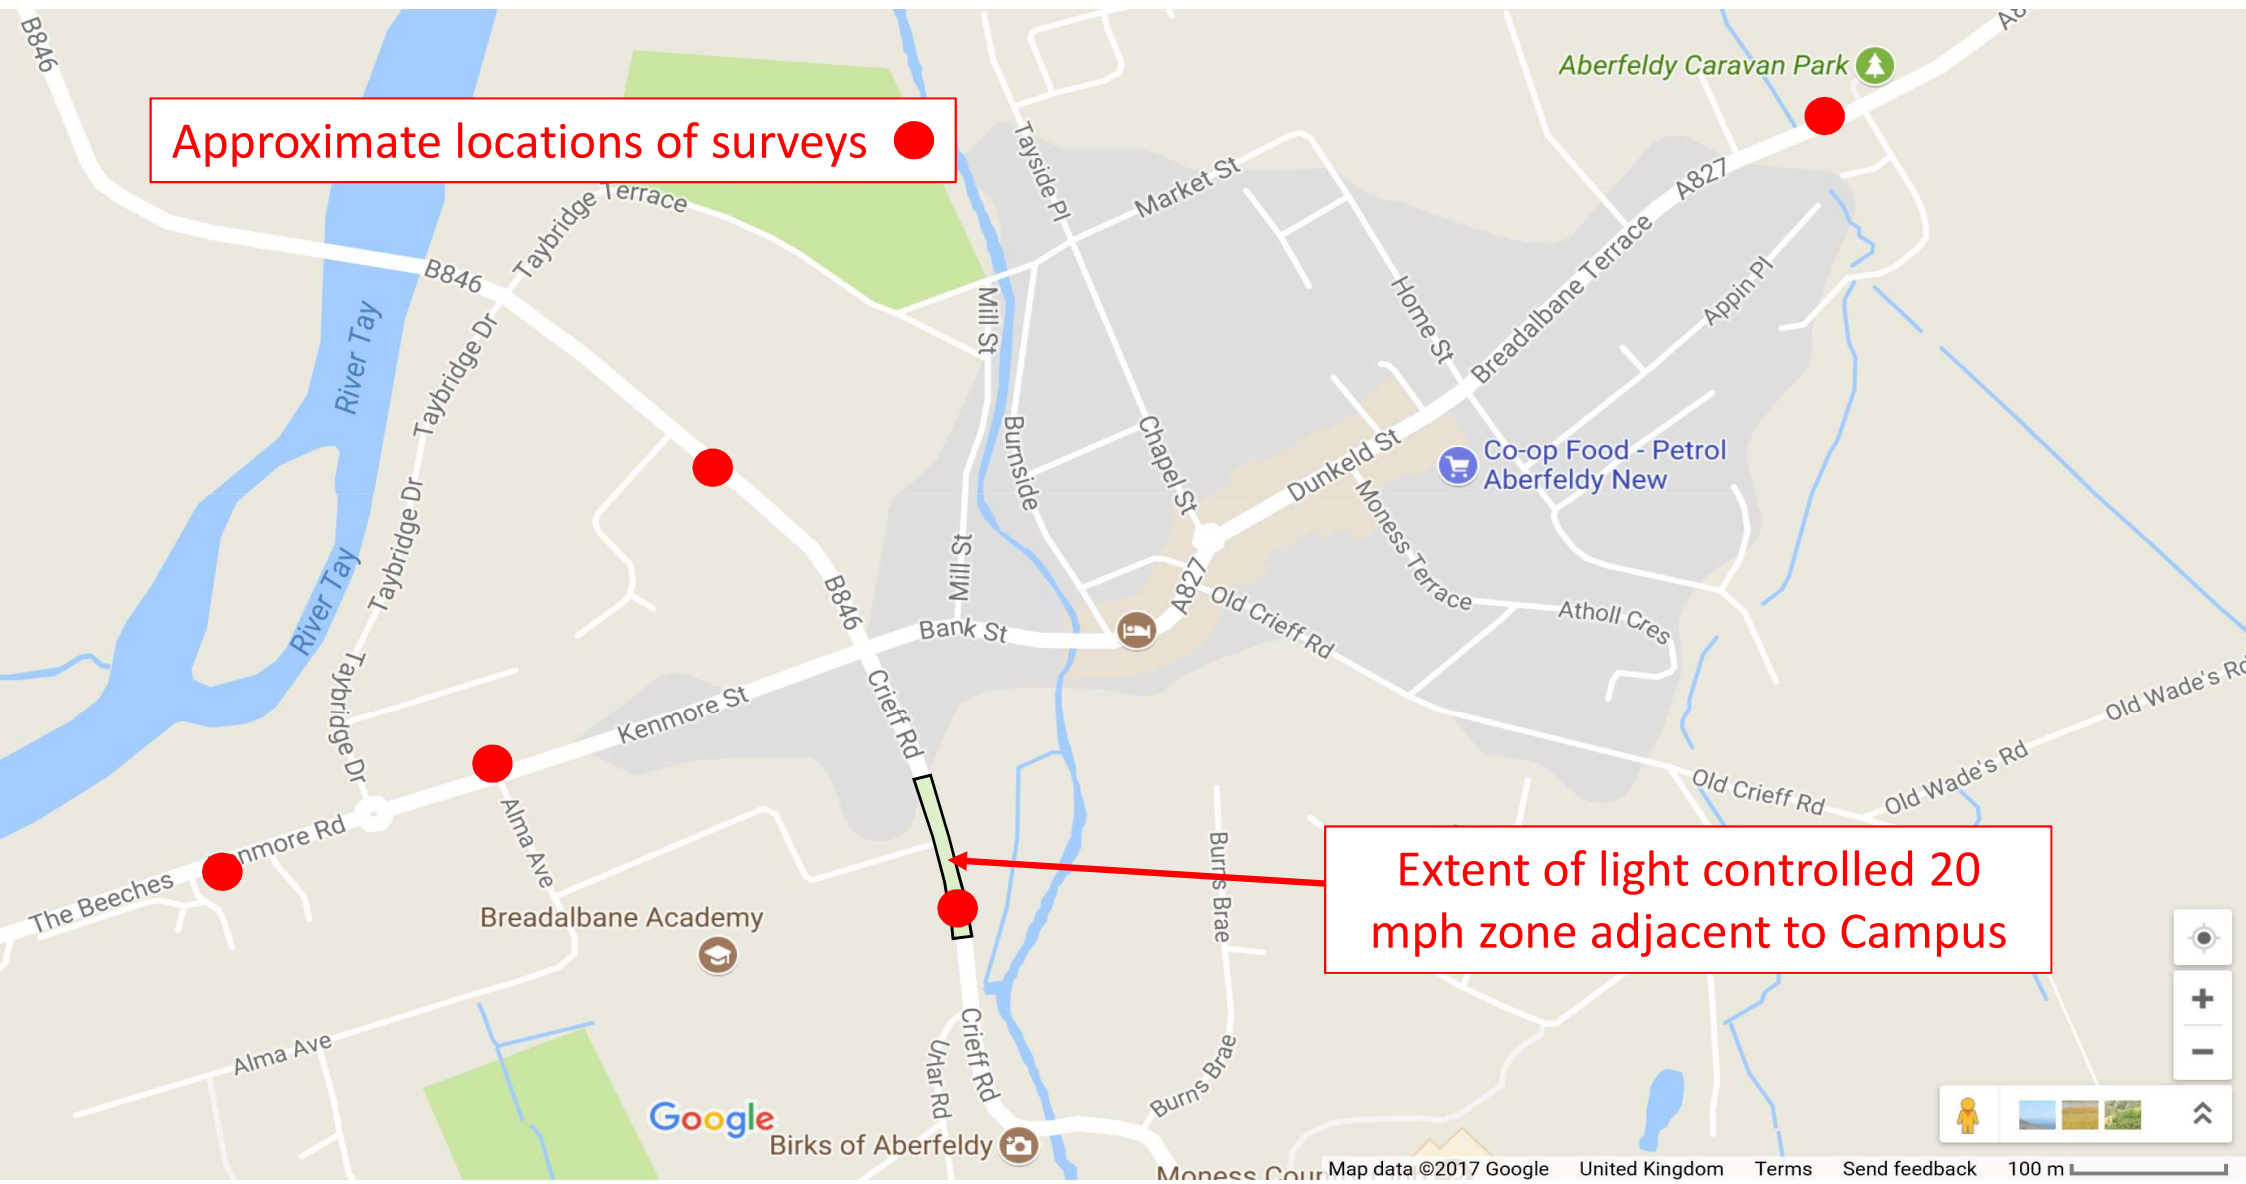 B846
A8
Aberfeldy Caravan Park
Approximate locations of surveys
Tayside Pl
Market St
A827
Taybridge Terrace
B846
Breadalbane Terrace
Appin Pl
Home St
Mill St
River Tay
Taybridge Dr
Burnside
Chapel St
Dunkeld St
Co-op Food - Petrol
Aberfeldy New
Moness Terrace
Taybridge Dr
River Tay
Mill St
B846
A827
Old Crieff Rd
Atholl Cres
Bank St
Taybridge Dr
Kenmore St
Crieff Rd
Old Wade's Rd
Old Crieff Rd
Old Wade's Rd
Alma Ave
nmore Rd
The Beeches
Burns Brae
Extent of light controlled 20
mph zone adjacent to Campus
Breadalbane Academy
Alma Ave
Urlar Rd
Crieff Rd
Burns Brae
Google
Birks of Aberfeldy
Moness Coun
Map data ©2017 Google United Kingdom Terms Send feedback 100 m